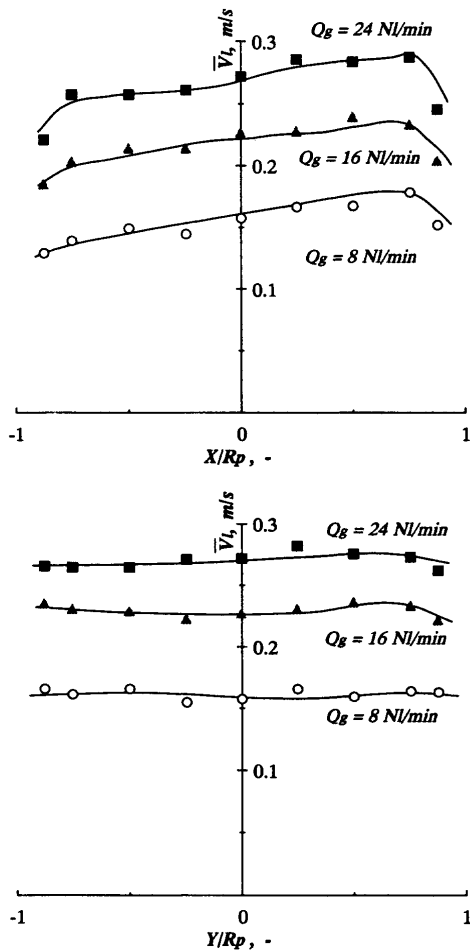 V̅l, m/s
0.3
Qg = 24 Nl/min
0.2
Qg = 16 Nl/min
Qg = 8 Nl/min
0.1
-1
0
1
X/Rp , -
V̅l, m/s
0.3
Qg = 24 Nl/min
0.2
Qg = 16 Nl/min
Qg = 8 Nl/min
0.1
-1
0
1
Y/Rp , -